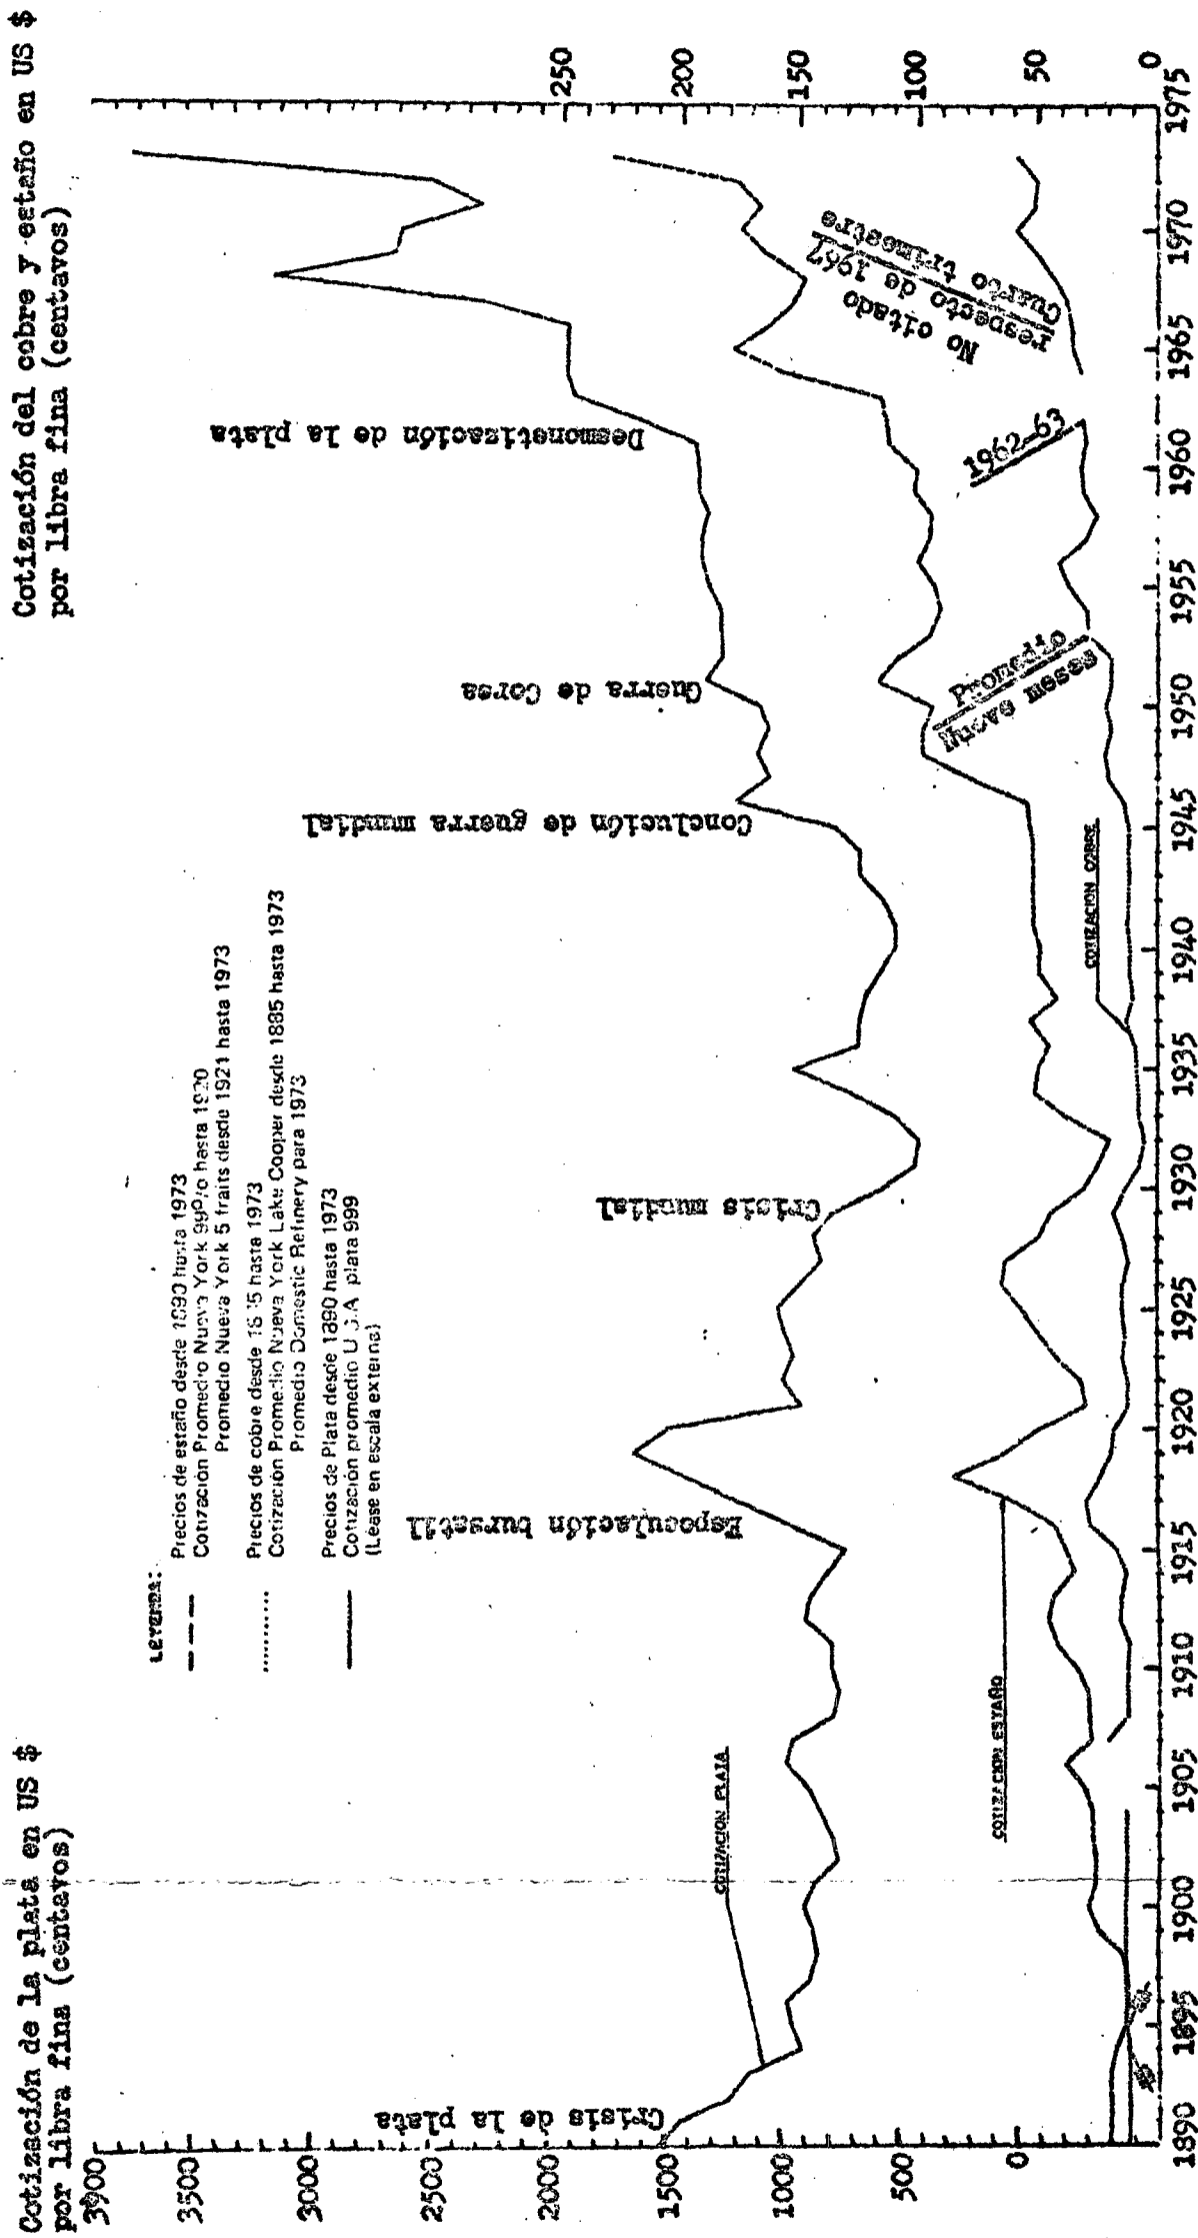 Cotización de la plata en US $
por libra fina (centavos)
Cotización del cobre y estaño en US $
por libra fina (centavos)
LEYENDA:
Precios de estaño desde 1890 hasta 1973
Cotización Promedio Nueva York 99% hasta 1920
Promedio Nueva York 5 traits desde 1921 hasta 1973
Precios de cobre desde hasta 1973
Cotización Promedio Nueva York Lake Cooper desde 1885 hasta 1973
Promedio Domestic Refinery para 1973
Precios de Plata desde 1890 hasta 1973
Cotización promedio U.S.A. plata 999
(Léase en escala externa)
3900
3500
3000
2500
2000
1500
1000
500
0
250
200
150
100
50
0
Crisis de la plata
COTIZACION PLATA
COTIZACION ESTAÑO
Especulación bursatil
Crisis mundial
COTIZACION COBRE
Conclución de guerra mundial
Guerra de Corea
Promedio
Nueve meses
Desmonetización de la plata
1962-63
No citado
respecto de 1967
Cuarto trimestre
1890
1895
1900
1905
1910
1915
1920
1925
1930
1935
1940
1945
1950
1955
1960
1965
1970
1975